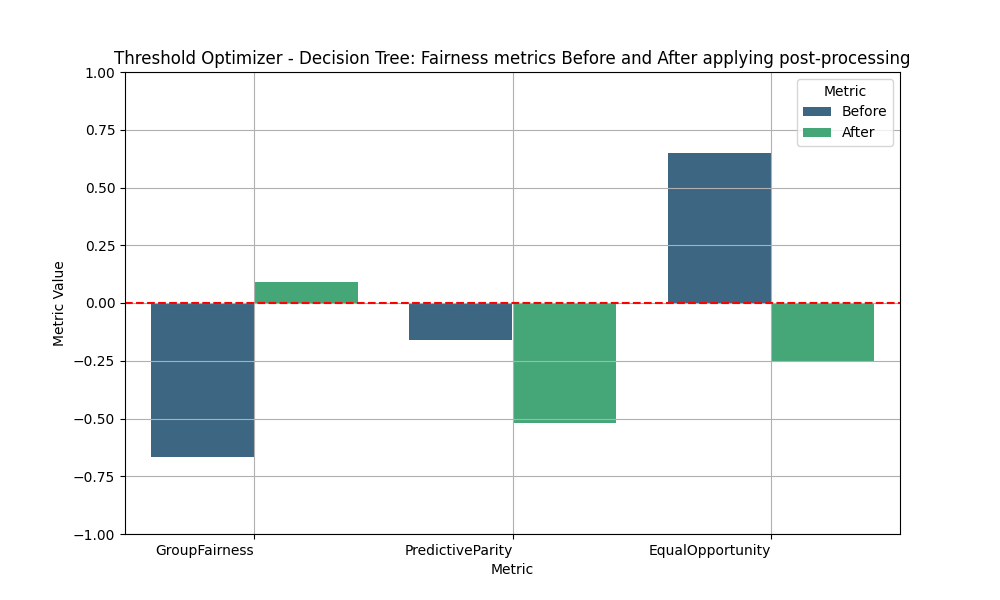 Threshold Optimizer - Decision Tree: Fairness metrics Before and After applying post-processing
1.00
0.75
0.50
0.25
0.00
−0.25
−0.50
−0.75
−1.00
Metric Value
Metric
Before
After
GroupFairness
PredictiveParity
EqualOpportunity
Metric